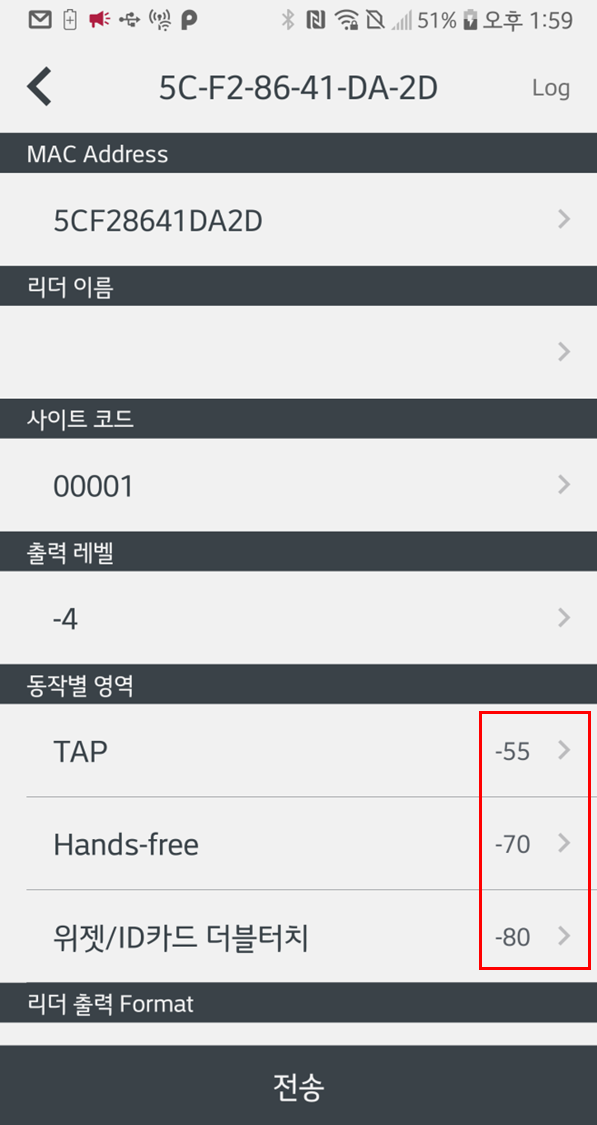 51% 오후 1:59
5C-F2-86-41-DA-2D Log
MAC Address
5CF28641DA2D
리더 이름
사이트 코드
00001
출력 레벨
-4
동작별 영역
TAP -55
Hands-free -70
위젯/ID카드 더블터치 -80
리더 출력 Format
전송